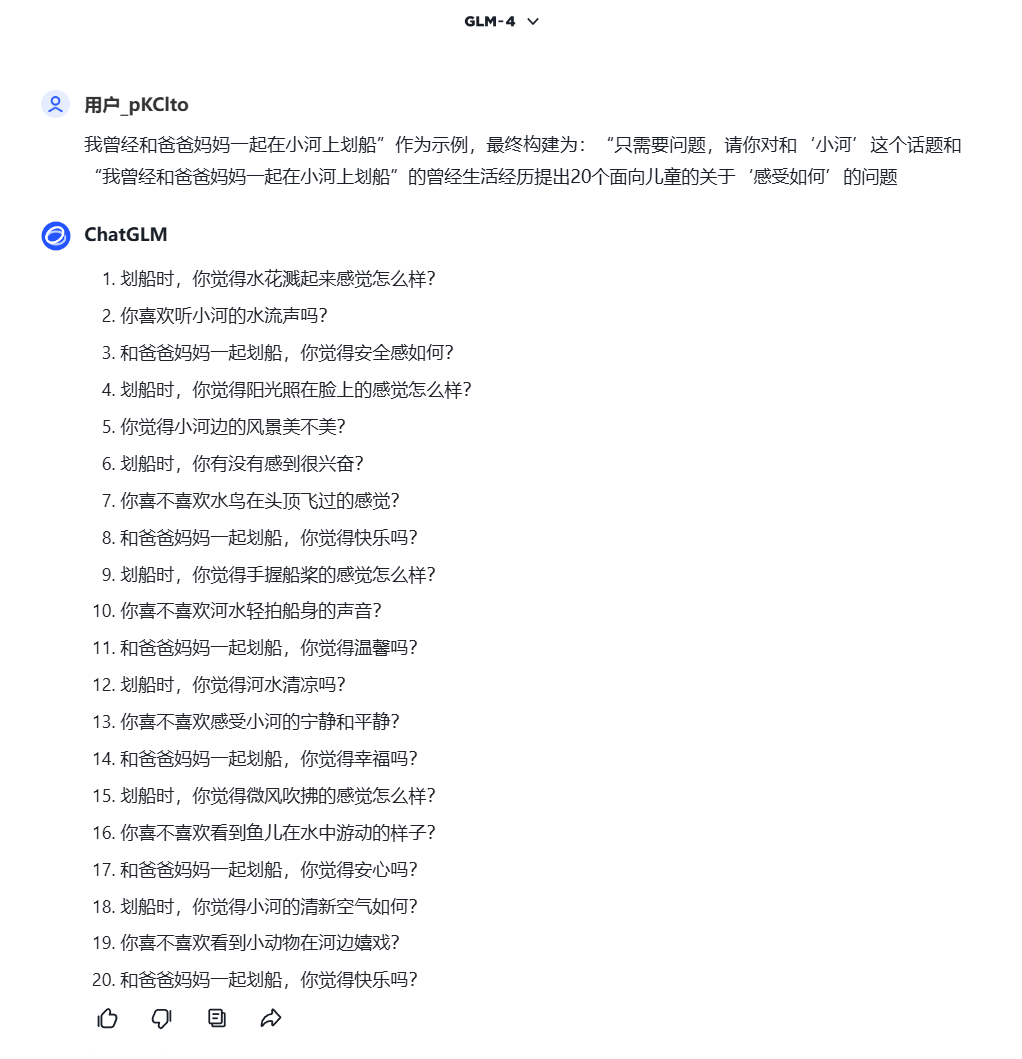 GLM-4
用户_pKClto
我曾经和爸爸妈妈一起在小河上划船”作为示例，最终构建为：“只需要问题，请你对和‘小河’这个话题和
“我曾经和爸爸妈妈一起在小河上划船”的曾经生活经历提出20个面向儿童的关于‘感受如何’的问题
ChatGLM
1. 划船时，你觉得水花溅起来感觉怎么样？
2. 你喜欢听小河的水流声吗？
3. 和爸爸妈妈一起划船，你觉得安全感如何？
4. 划船时，你觉得阳光照在脸上的感觉怎么样？
5. 你觉得小河边的风景美不美？
6. 划船时，你有没有感到很兴奋？
7. 你喜不喜欢水鸟在头顶飞过的感觉？
8. 和爸爸妈妈一起划船，你觉得快乐吗？
9. 划船时，你觉得手握船桨的感觉怎么样？
10. 你喜不喜欢河水轻拍船身的声音？
11. 和爸爸妈妈一起划船，你觉得温馨吗？
12. 划船时，你觉得河水清凉吗？
13. 你喜不喜欢感受小河的宁静和平静？
14. 和爸爸妈妈一起划船，你觉得幸福吗？
15. 划船时，你觉得微风吹拂的感觉怎么样？
16. 你喜不喜欢看到鱼儿在水中游动的样子？
17. 和爸爸妈妈一起划船，你觉得安心吗？
18. 划船时，你觉得小河的清新空气如何？
19. 你喜不喜欢看到小动物在河边嬉戏？
20. 和爸爸妈妈一起划船，你觉得快乐吗？